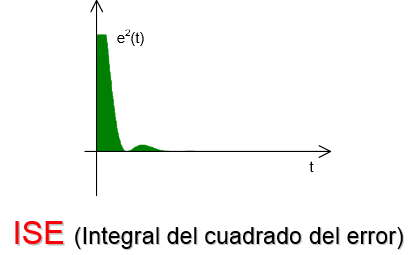 e²(t)
t
ISE (Integral del cuadrado del error)